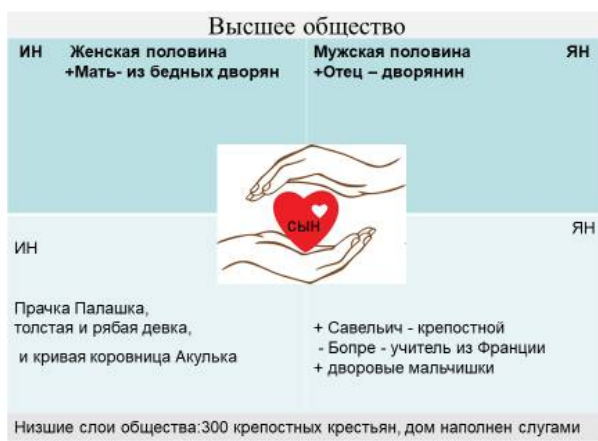 Высшее общество
ИН Женская половина
+Мать- из бедных дворян
Мужская половина ЯН
+Отец – дворянин
сын
ИН
ЯН
Прачка Палашка,
толстая и рябая девка,
и кривая коровница Акулька
+ Савельич - крепостной
- Бопре - учитель из Франции
+ дворовые мальчишки
Низшие слои общества:300 крепостных крестьян, дом наполнен слугами